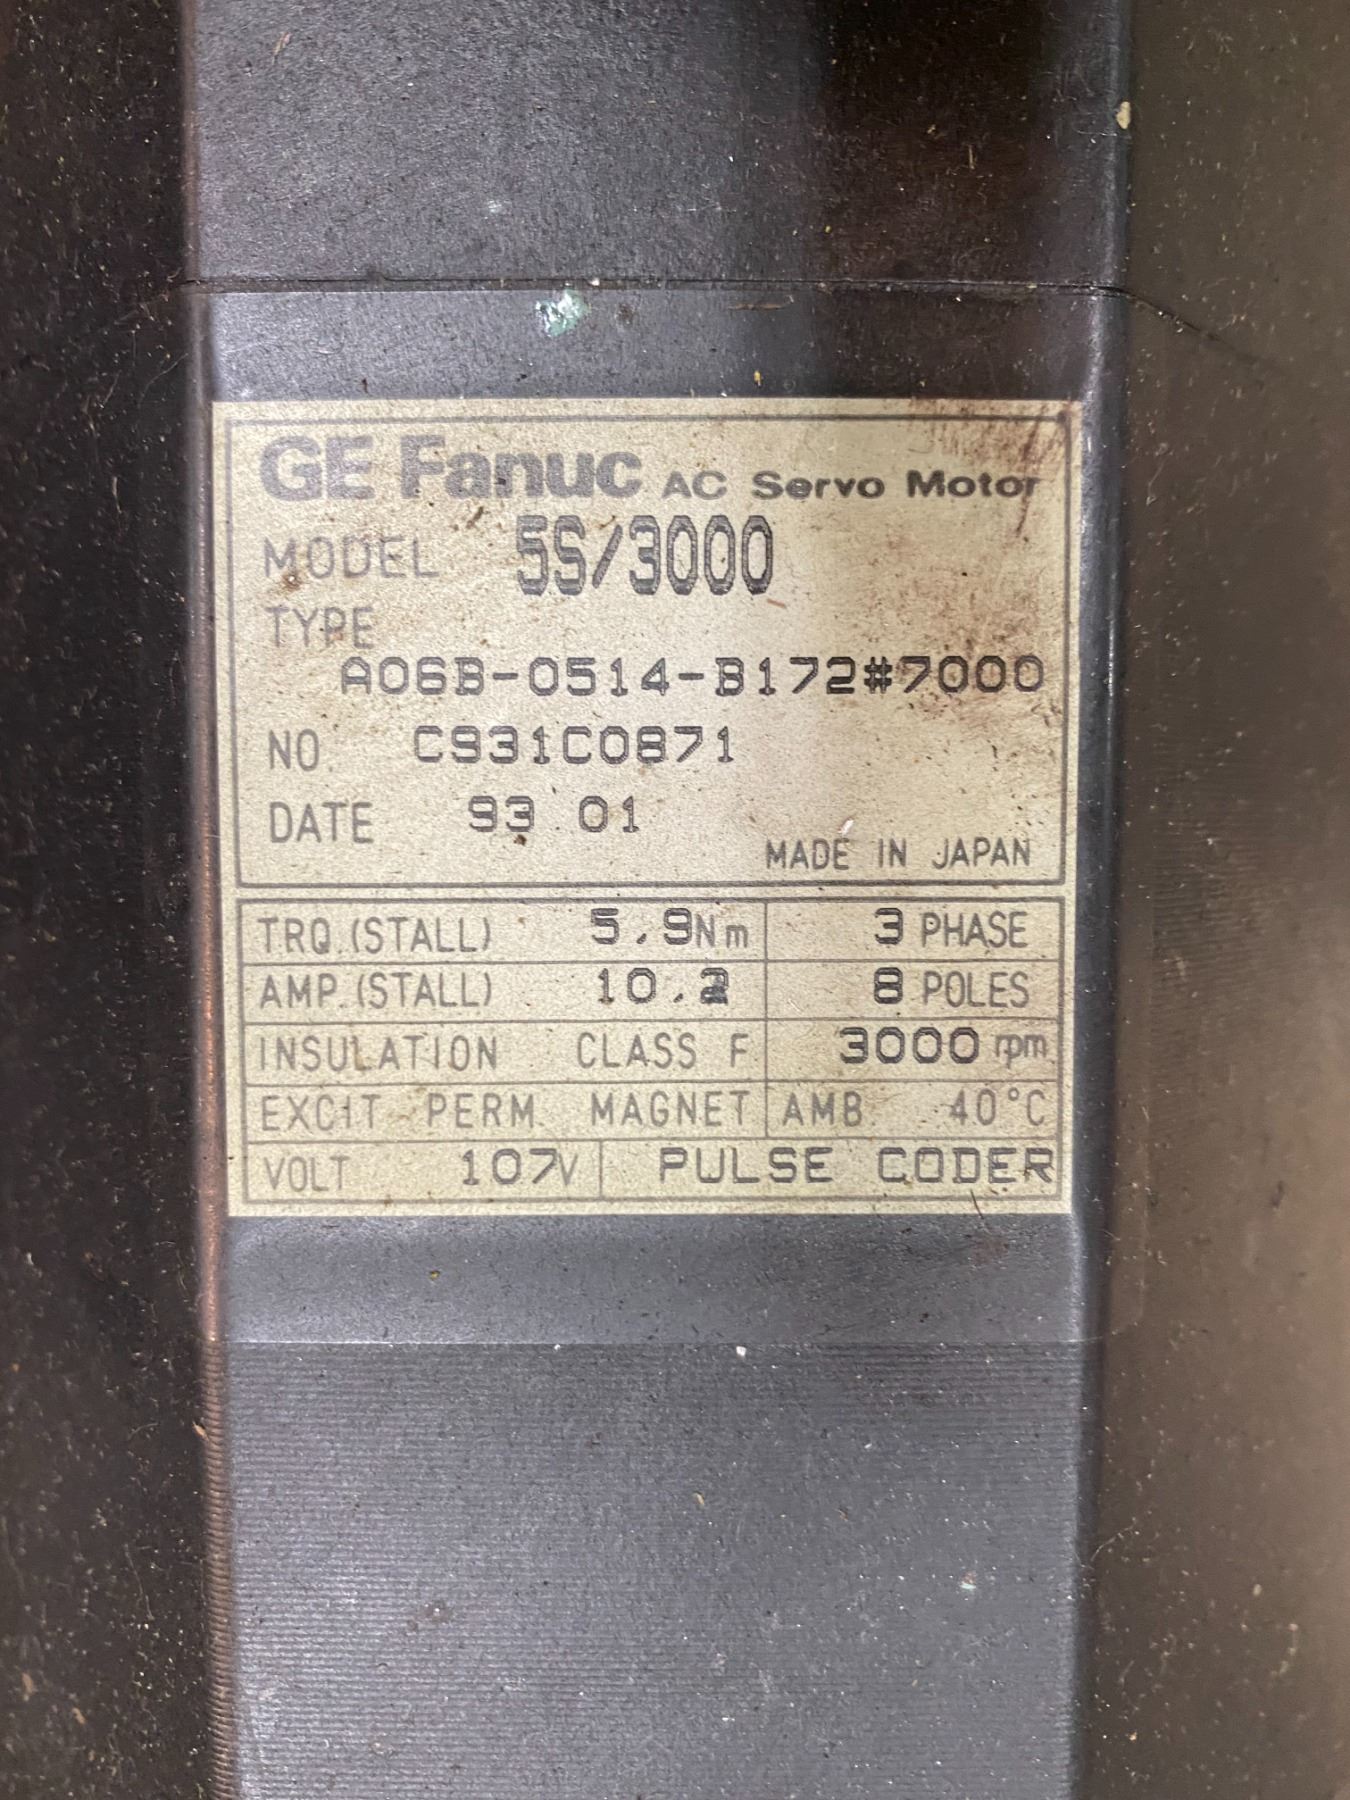 GE Fanuc AC Servo Motor
MODEL 5S/3000
TYPE
A06B-0514-B172#7000
NO. C931C0871
DATE 93.01
MADE IN JAPAN
TRQ.(STALL) 5.9Nm 3 PHASE
AMP.(STALL) 10.2 8 POLES
INSULATION CLASS F 3000 rpm
EXCIT PERM. MAGNET AMB. 40°C
VOLT 107V PULSE CODER